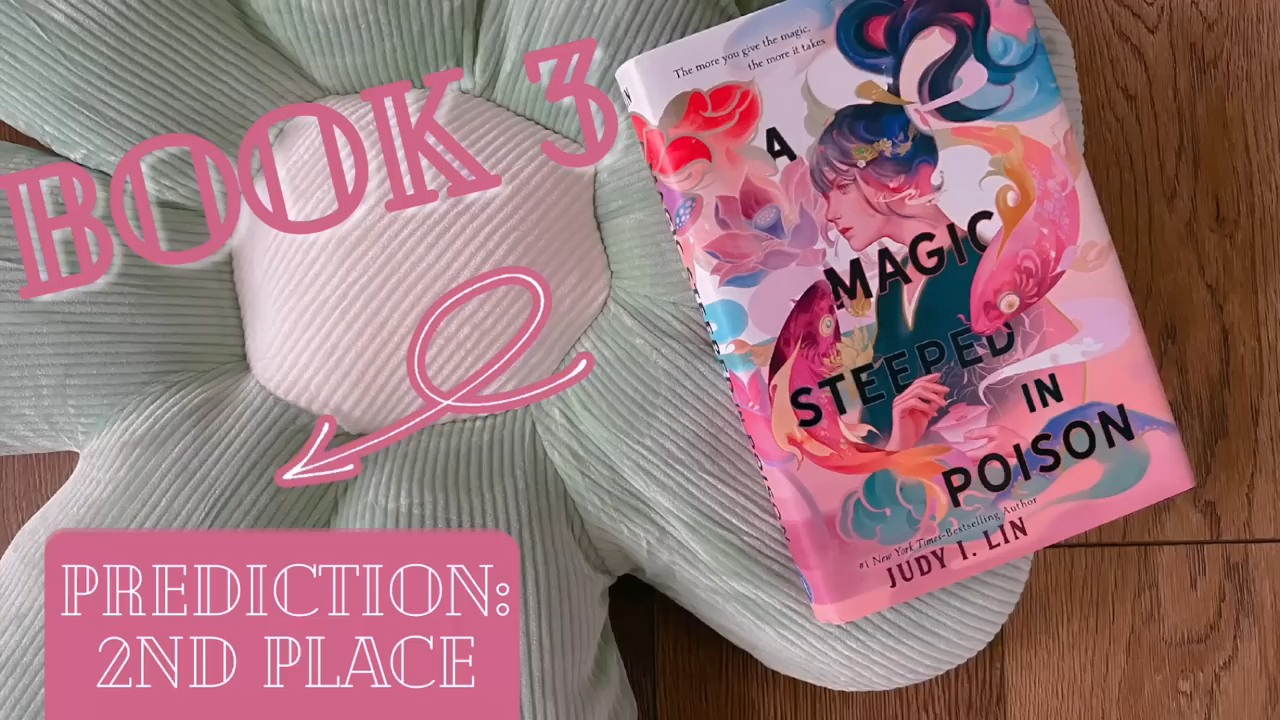 BOOK 3
The more you give the magic,
the more it takes
A
MAGIC
STEEPED
IN
POISON
#1 New York Times-Bestselling Author
JUDY I. LIN
PREDICTION:
2ND PLACE